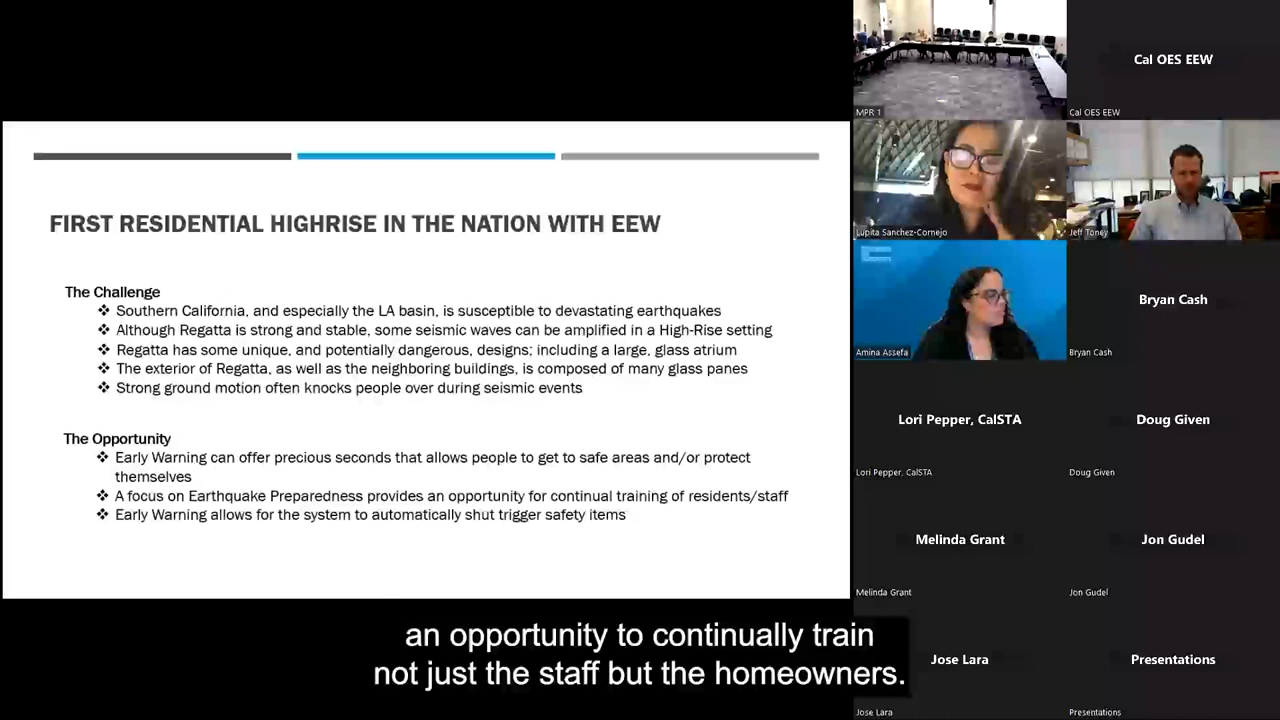 FIRST RESIDENTIAL HIGHRISE IN THE NATION WITH EEW
The Challenge
❖ Southern California, and especially the LA basin, is susceptible to devastating earthquakes
❖ Although Regatta is strong and stable, some seismic waves can be amplified in a High-Rise setting
❖ Regatta has some unique, and potentially dangerous, designs; including a large, glass atrium
❖ The exterior of Regatta, as well as the neighboring buildings, is composed of many glass panes
❖ Strong ground motion often knocks people over during seismic events
The Opportunity
❖ Early Warning can offer precious seconds that allows people to get to safe areas and/or protect
themselves
❖ A focus on Earthquake Preparedness provides an opportunity for continual training of residents/staff
❖ Early Warning allows for the system to automatically shut trigger safety items
an opportunity to continually train
not just the staff but the homeowners.
MPR 1
Cal OES EEW
Cal OES EEW
Lupita Sanchez-Cornejo
Jeff Toney
Amina Assefa
Bryan Cash
Bryan Cash
Lori Pepper, CalSTA
Lori Pepper, CalSTA
Doug Given
Doug Given
Melinda Grant
Melinda Grant
Jon Gudel
Jon Gudel
Jose Lara
Jose Lara
Presentations
Presentations